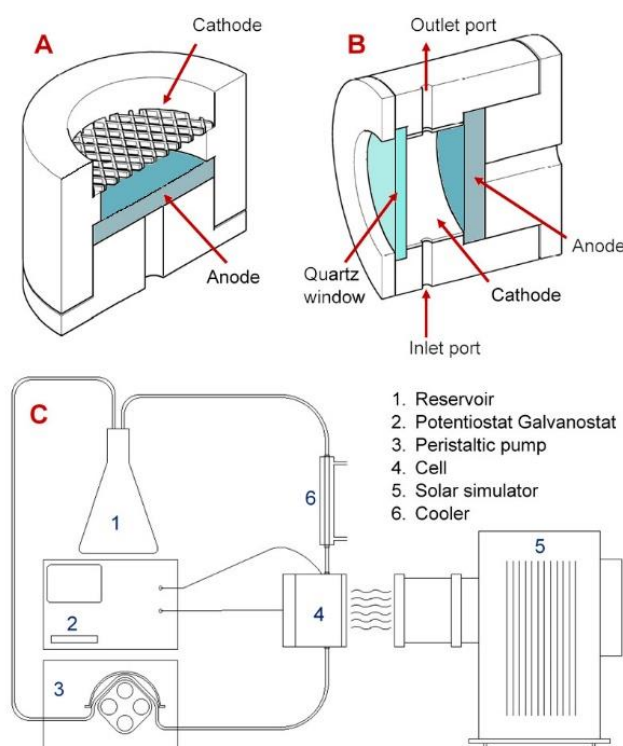 A
Cathode
Anode
B
Outlet port
Quartz
window
Anode
Cathode
Inlet port
C
1
2
3
4
5
6
1. Reservoir
2. Potentiostat Galvanostat
3. Peristaltic pump
4. Cell
5. Solar simulator
6. Cooler